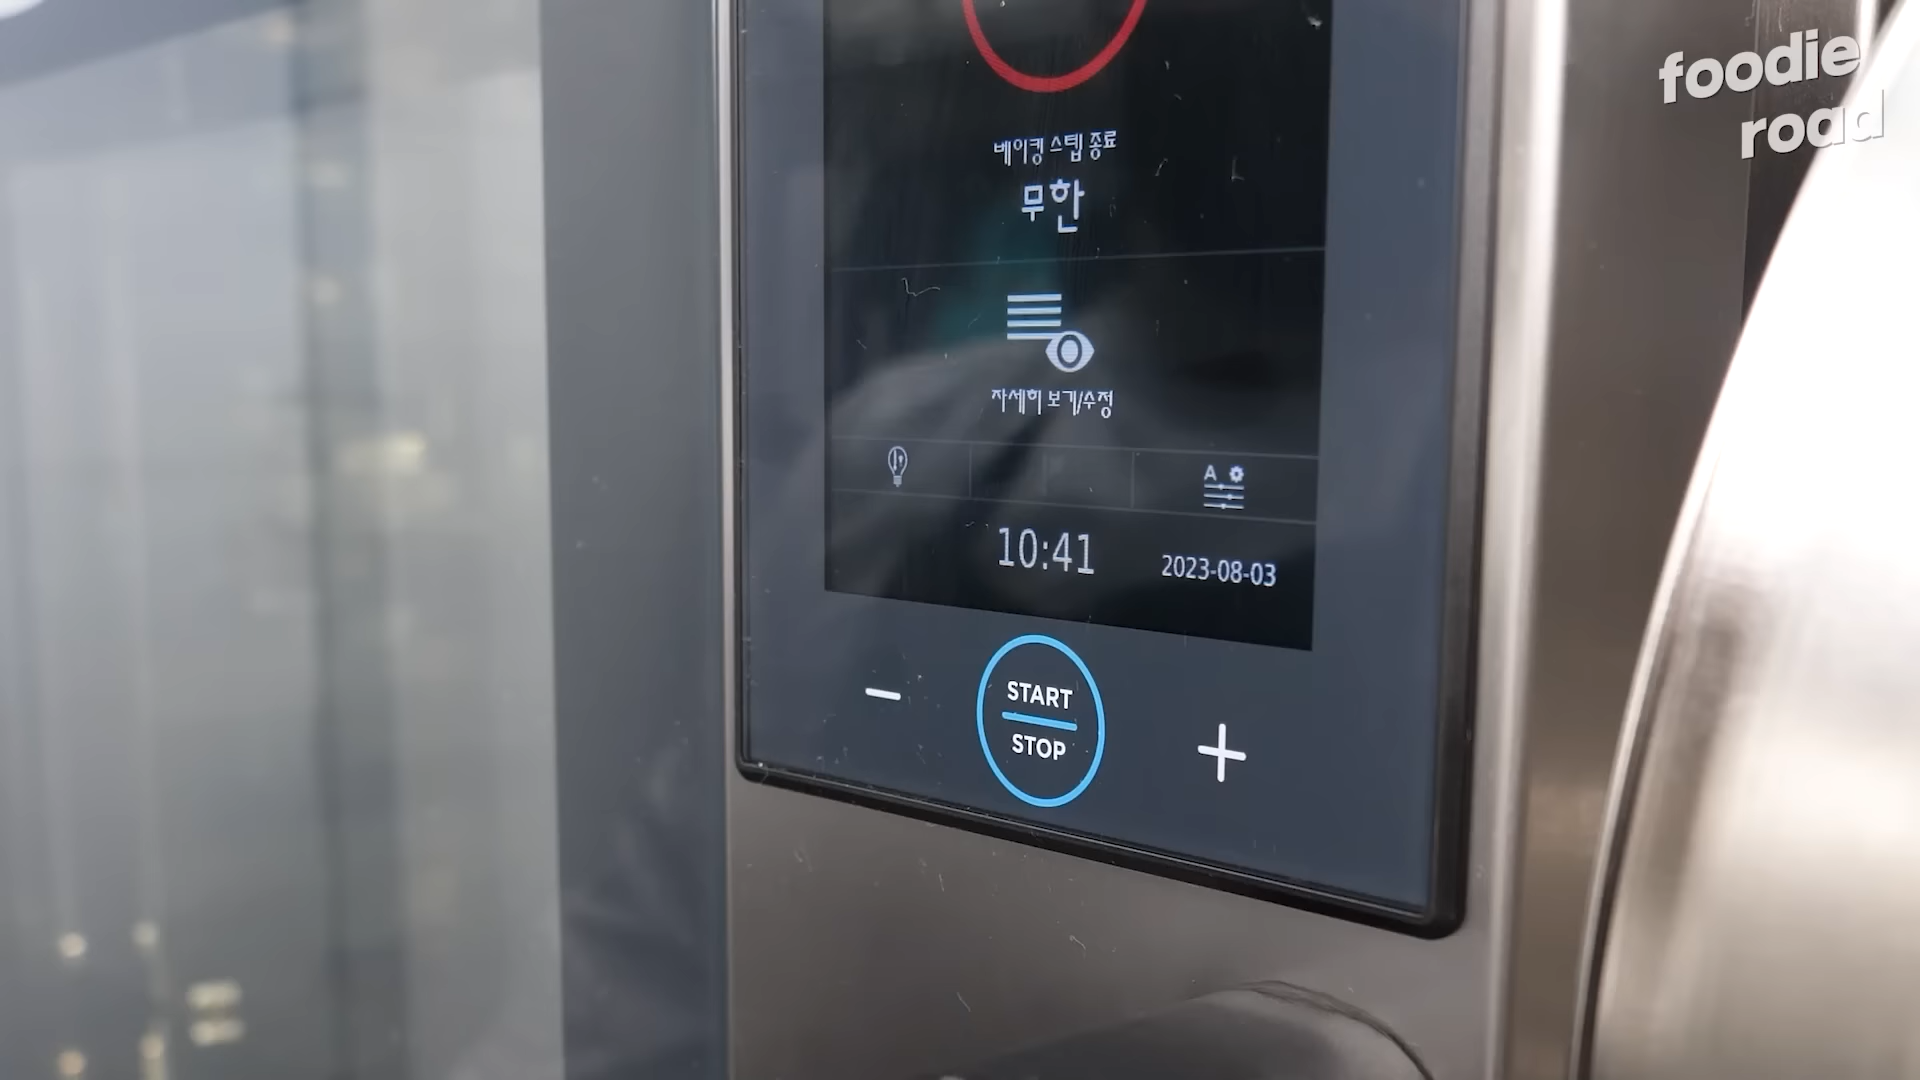 foodie
road
베이킹 스텝 종료
무한
자세히 보기/수정
A
10:41
2023-08-03
START
STOP